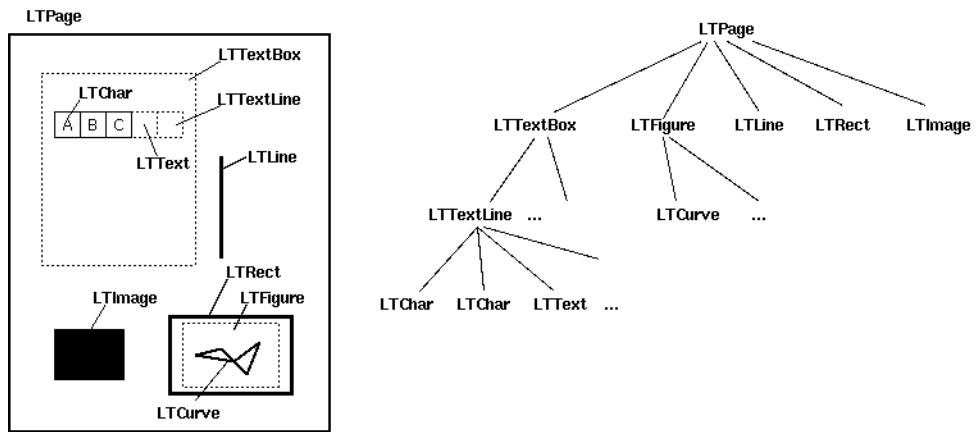 LTPage
LTTextBox
LTChar
LTTextLine
A B C
LTText
LTLine
LTRect
LTImage
LTFigure
LTCurve
LTPage
LTTextBox LTFigure LTLine LTRect LTImage
LTTextLine ... LTCurve ...
LTChar LTChar LTText ...